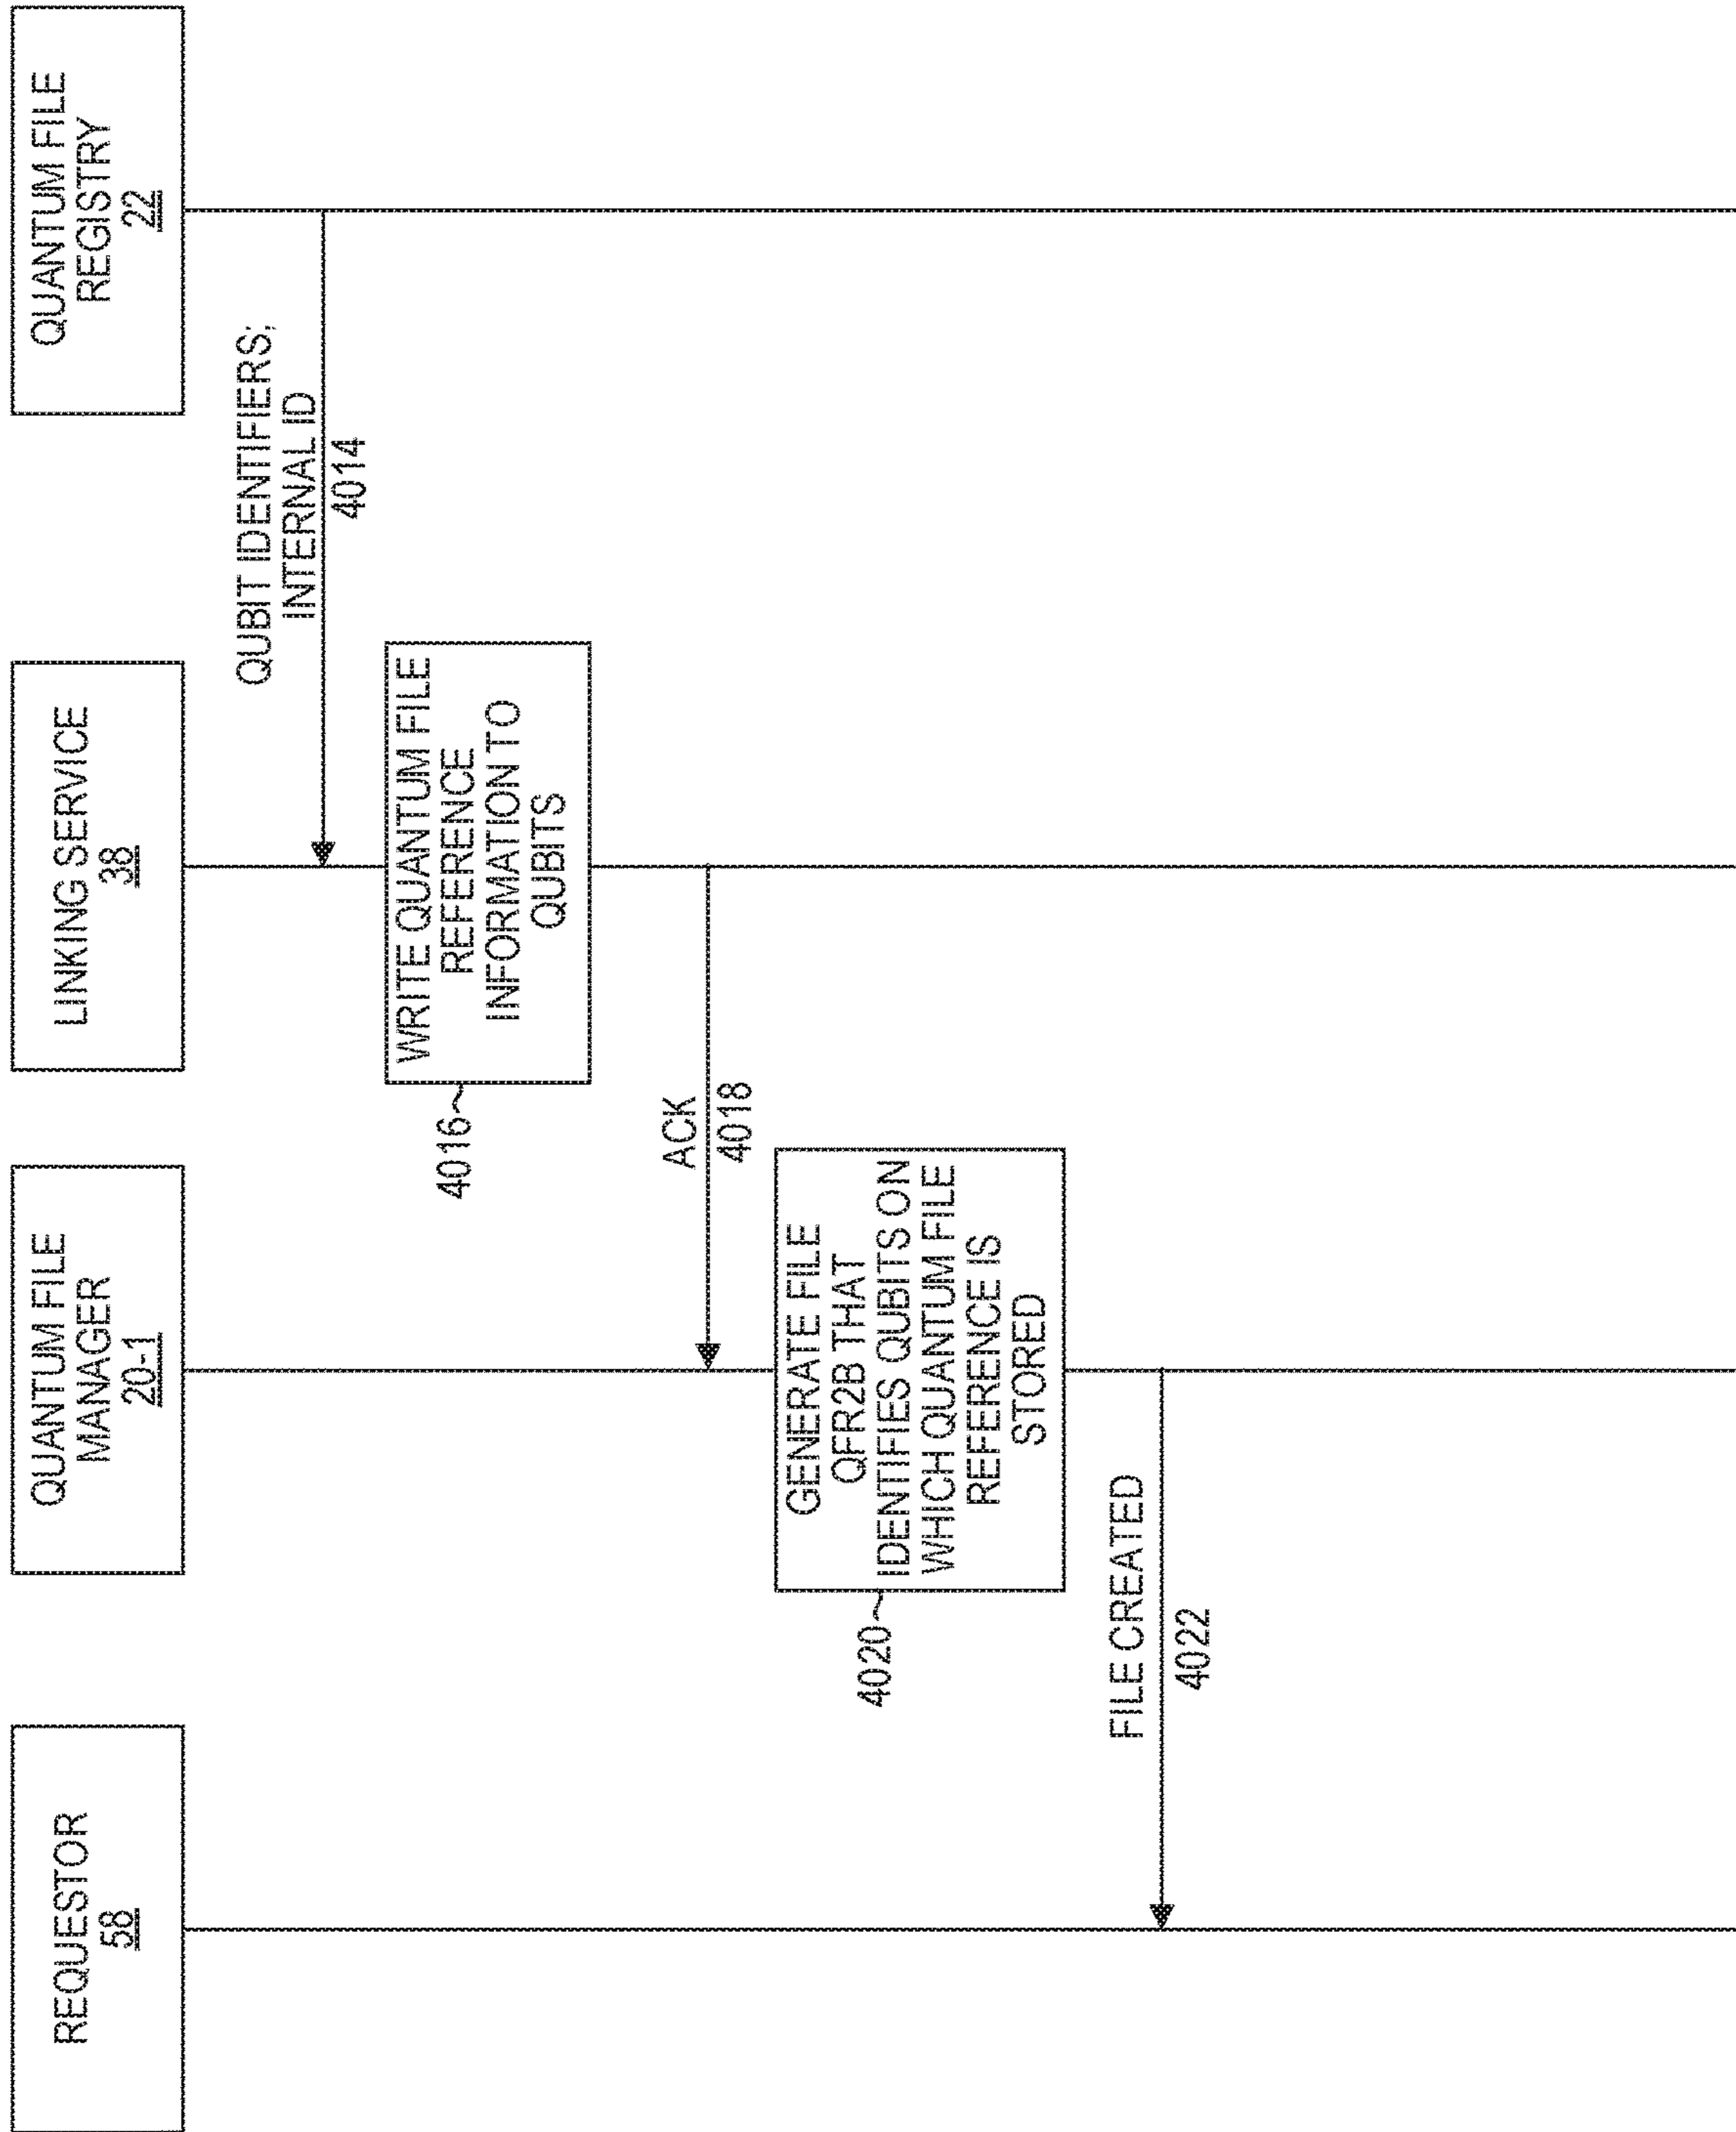 REQUESTOR
58
QUANTUM FILE
MANAGER
20-1
LINKING SERVICE
38
QUANTUM FILE
REGISTRY
22
QUBIT IDENTIFIERS;
INTERNAL ID
4014
4016
WRITE QUANTUM FILE
REFERENCE
INFORMATION TO
QUBITS
ACK
4018
4020
GENERATE FILE
QFR2B THAT
IDENTIFIES QUBITS ON
WHICH QUANTUM FILE
REFERENCE IS
STORED
FILE CREATED
4022